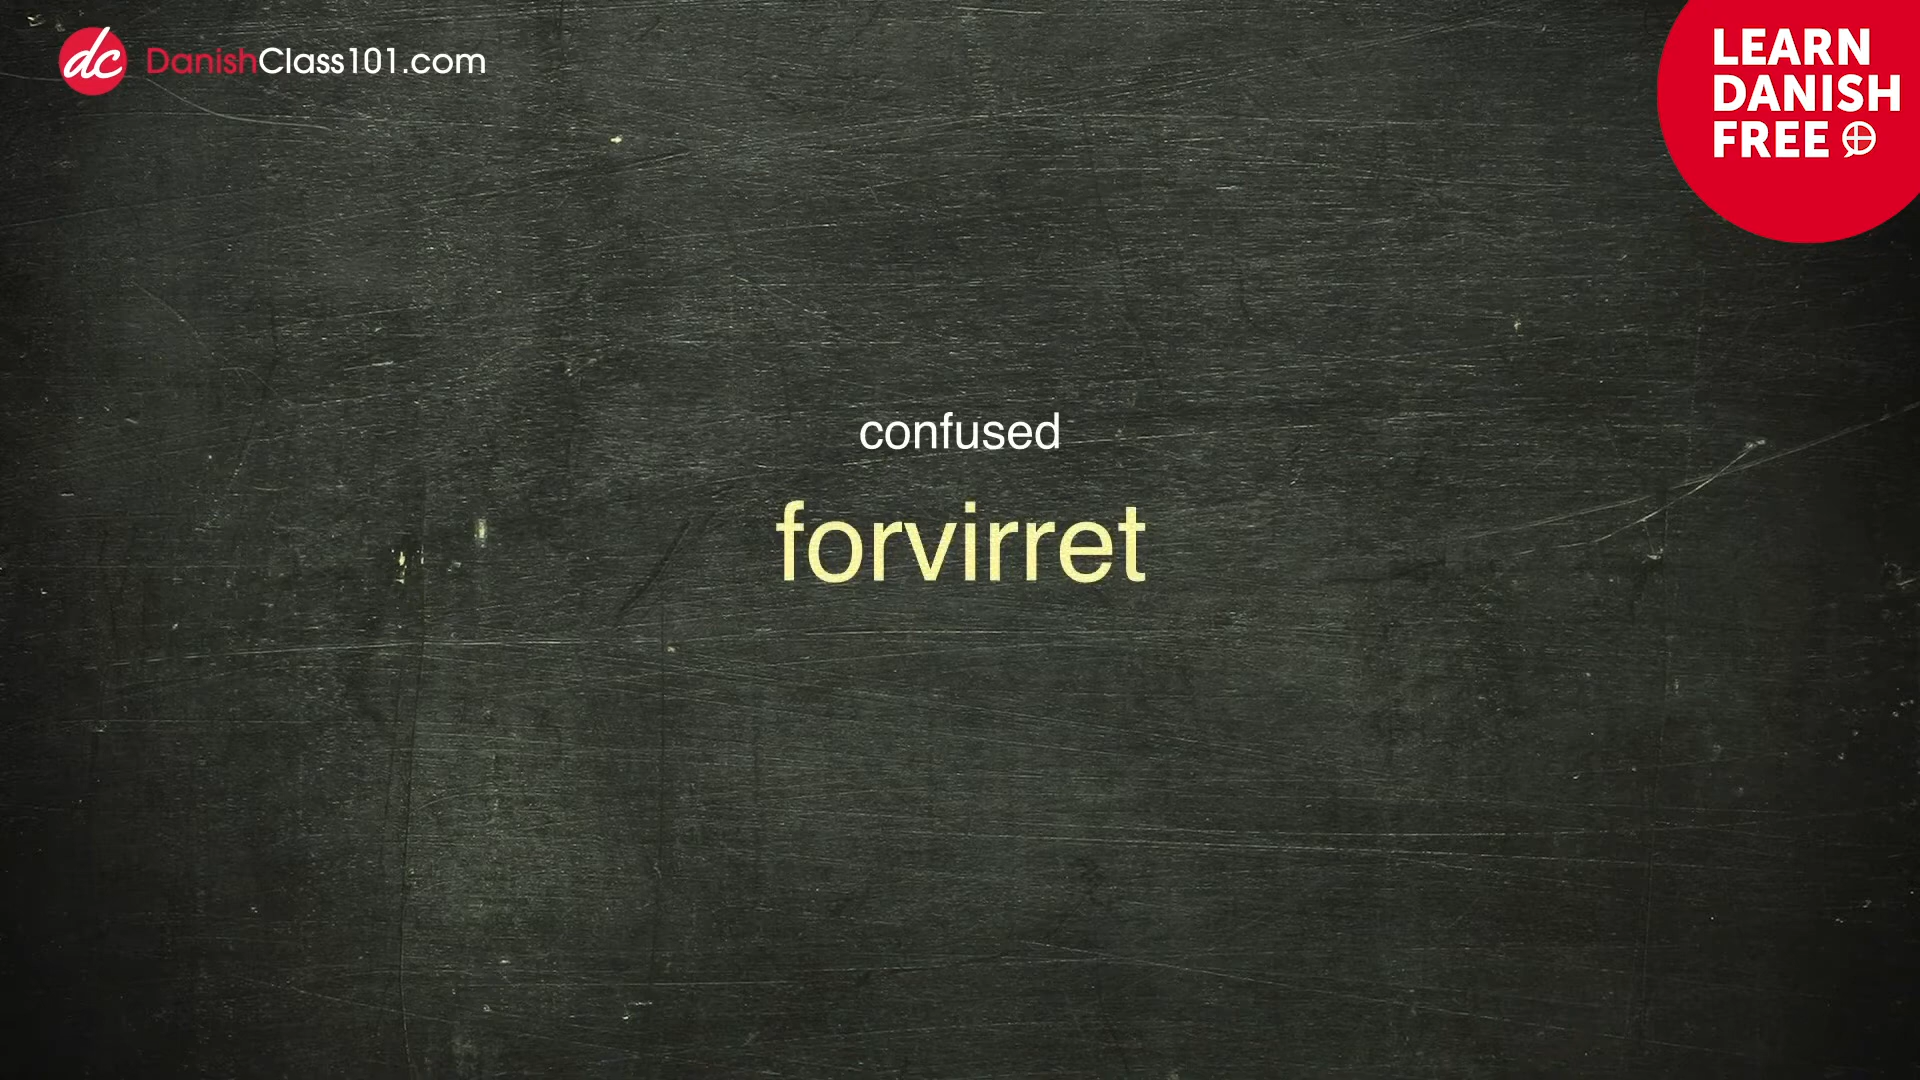 DanishClass101.com
LEARN
DANISH
FREE
confused
forvirret